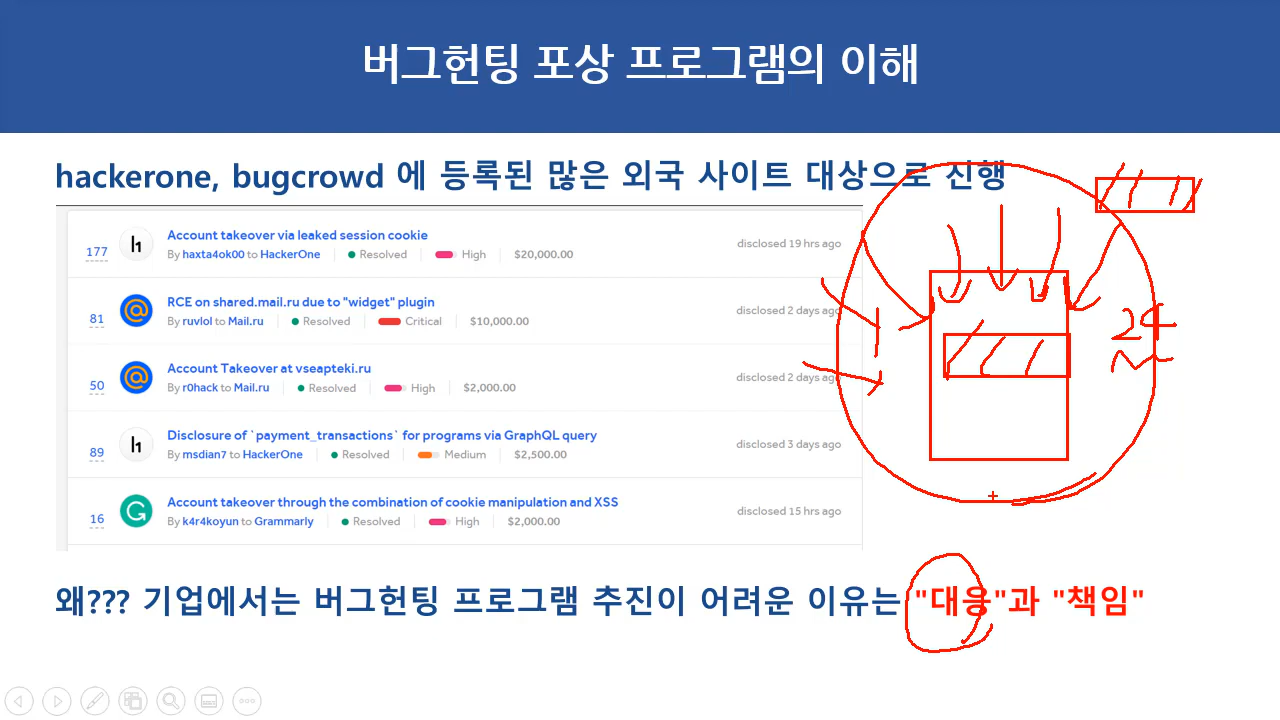 버그헌팅 포상 프로그램의 이해
hackerone, bugcrowd 에 등록된 많은 외국 사이트 대상으로 진행
177
Account takeover via leaked session cookie
disclosed 19 hrs ago
By haxta4ok00 to HackerOne Resolved High $20,000.00
81
RCE on shared.mail.ru due to "widget" plugin
disclosed 2 days ago
By ruvlol to Mail.ru Resolved Critical $10,000.00
50
Account Takeover at vseapteki.ru
disclosed 2 days ago
By r0hack to Mail.ru Resolved High $2,000.00
89
Disclosure of `payment_transactions` for programs via GraphQL query
disclosed 3 days ago
By msdian7 to HackerOne Resolved Medium $2,500.00
16
Account takeover through the combination of cookie manipulation and XSS
disclosed 15 hrs ago
By k4r4koyun to Grammarly Resolved High $2,000.00
24
왜??? 기업에서는 버그헌팅 프로그램 추진이 어려운 이유는 "대응"과 "책임"